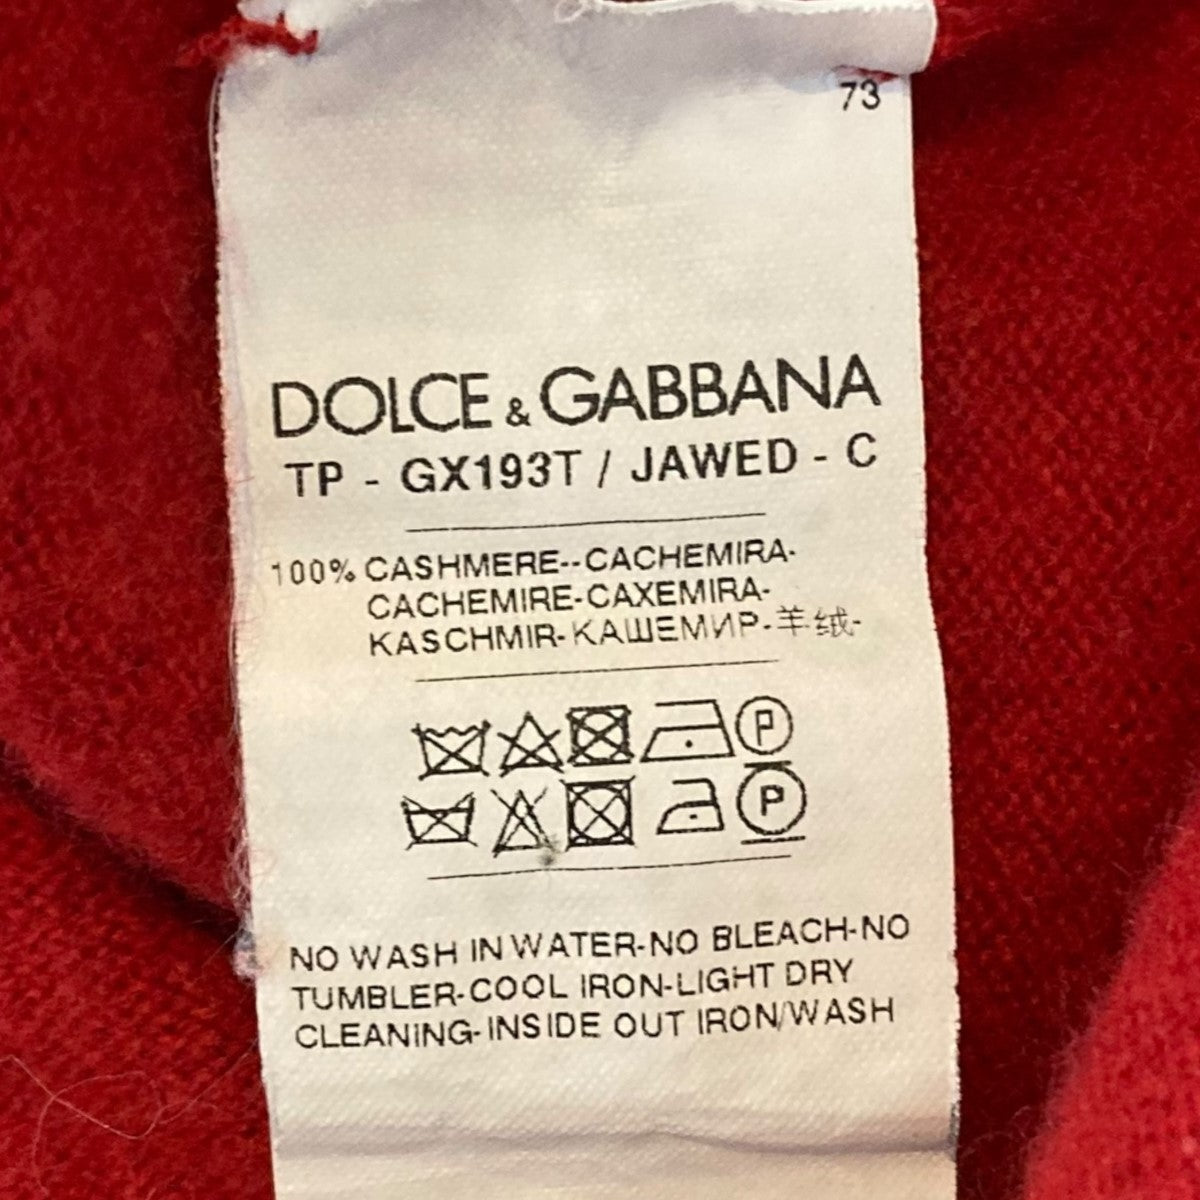 73
DOLCE & GABBANA
TP - GX193T / JAWED - C
100% CASHMERE--CACHEMIRA-
CACHEMIRE-CAXEMIRA-
KASCHMIR-КАШЕМИР-羊绒-
P
P
NO WASH IN WATER-NO BLEACH-NO
TUMBLER-COOL IRON-LIGHT DRY
CLEANING-INSIDE OUT IRON/WASH